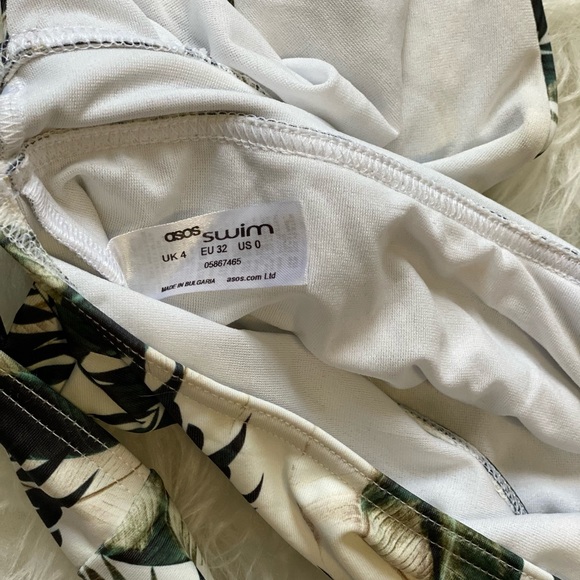 asos swim
UK 4 EU 32 US 0
05867465
MADE IN BULGARIA asos.com Ltd